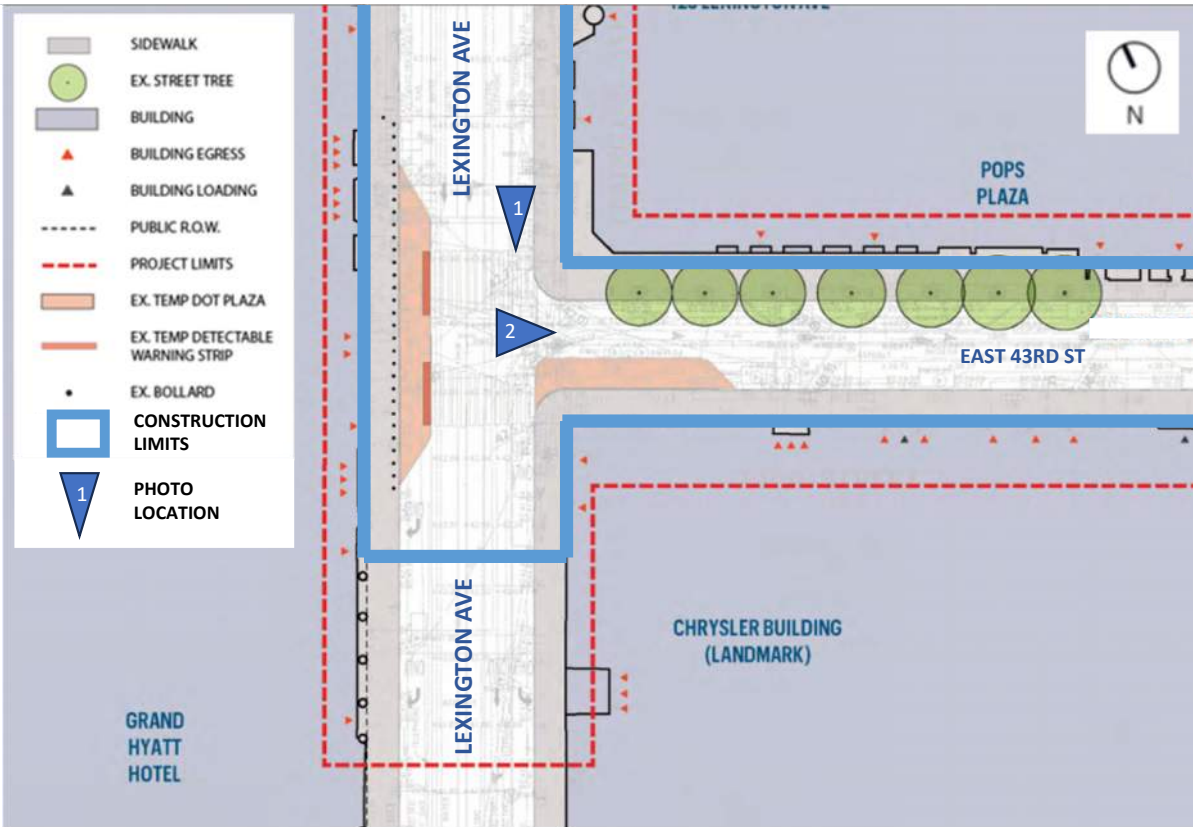 SIDEWALK
EX. STREET TREE
BUILDING
BUILDING EGRESS
BUILDING LOADING
PUBLIC R.O.W.
PROJECT LIMITS
EX. TEMP DOT PLAZA
EX. TEMP DETECTABLE
WARNING STRIP
EX. BOLLARD
CONSTRUCTION
LIMITS
1
PHOTO
LOCATION
LEXINGTON AVE
LEXINGTON AVE
N
POPS
PLAZA
1
2
EAST 43RD ST
LEXINGTON AVE
CHRYSLER BUILDING
(LANDMARK)
GRAND
HYATT
HOTEL